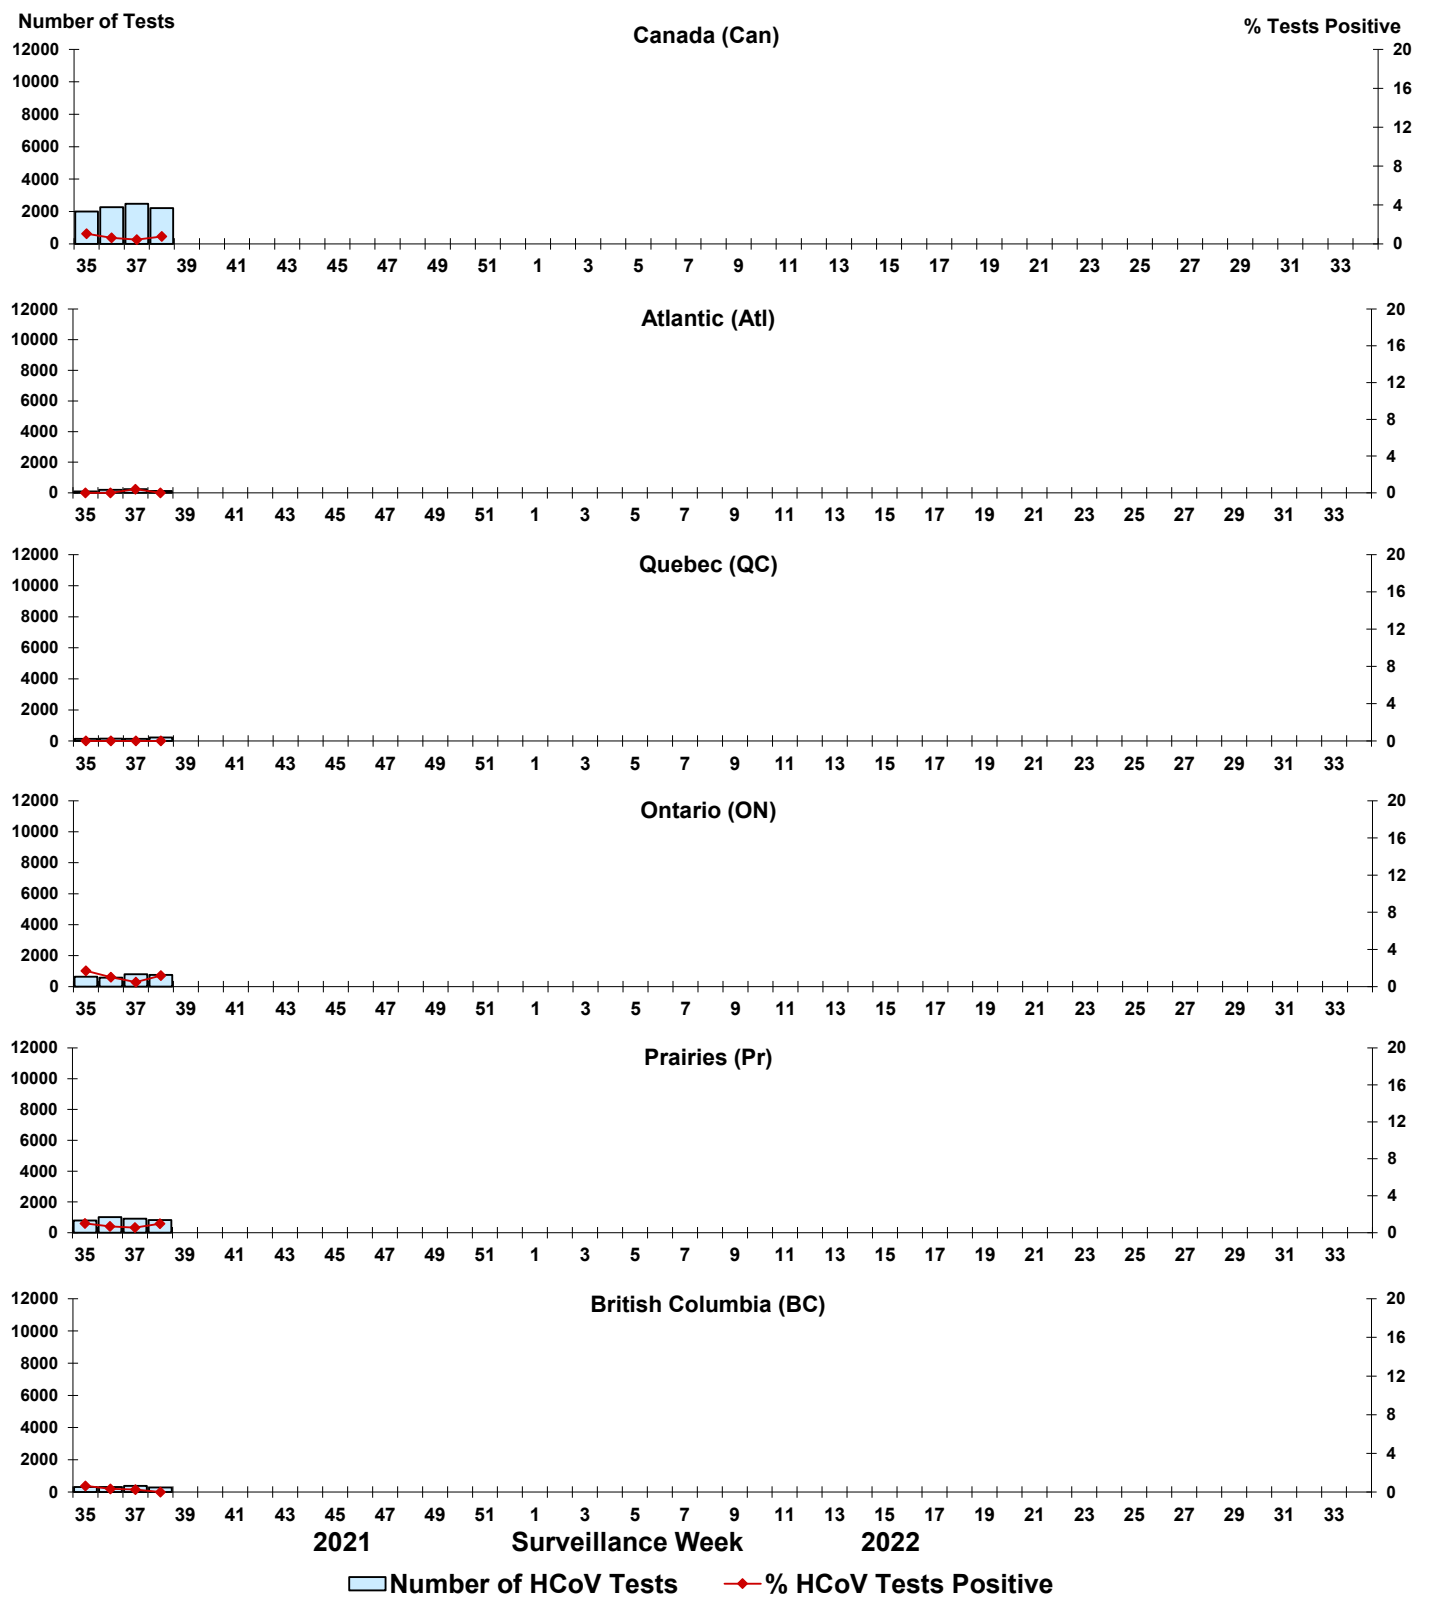 Number of Tests
Canada (Can)
% Tests Positive
12000 20
10000 16
8000 12
6000
4000 8
2000 4
0 0
35 37 39 41 43 45 47 49 51 1 3 5 7 9 11 13 15 17 19 21 23 25 27 29 31 33
Atlantic (Atl)
12000 20
10000 16
8000 12
6000
4000 8
2000 4
0 0
35 37 39 41 43 45 47 49 51 1 3 5 7 9 11 13 15 17 19 21 23 25 27 29 31 33
Quebec (QC)
12000 20
10000 16
8000 12
6000
4000 8
2000 4
0 0
35 37 39 41 43 45 47 49 51 1 3 5 7 9 11 13 15 17 19 21 23 25 27 29 31 33
Ontario (ON)
12000 20
10000 16
8000 12
6000
4000 8
2000 4
0 0
35 37 39 41 43 45 47 49 51 1 3 5 7 9 11 13 15 17 19 21 23 25 27 29 31 33
Prairies (Pr)
12000 20
10000 16
8000 12
6000
4000 8
2000 4
0 0
35 37 39 41 43 45 47 49 51 1 3 5 7 9 11 13 15 17 19 21 23 25 27 29 31 33
British Columbia (BC)
12000 20
10000 16
8000 12
6000
4000 8
2000 4
0 0
35 37 39 41 43 45 47 49 51 1 3 5 7 9 11 13 15 17 19 21 23 25 27 29 31 33
2021 Surveillance Week 2022
Number of HCoV Tests % HCoV Tests Positive